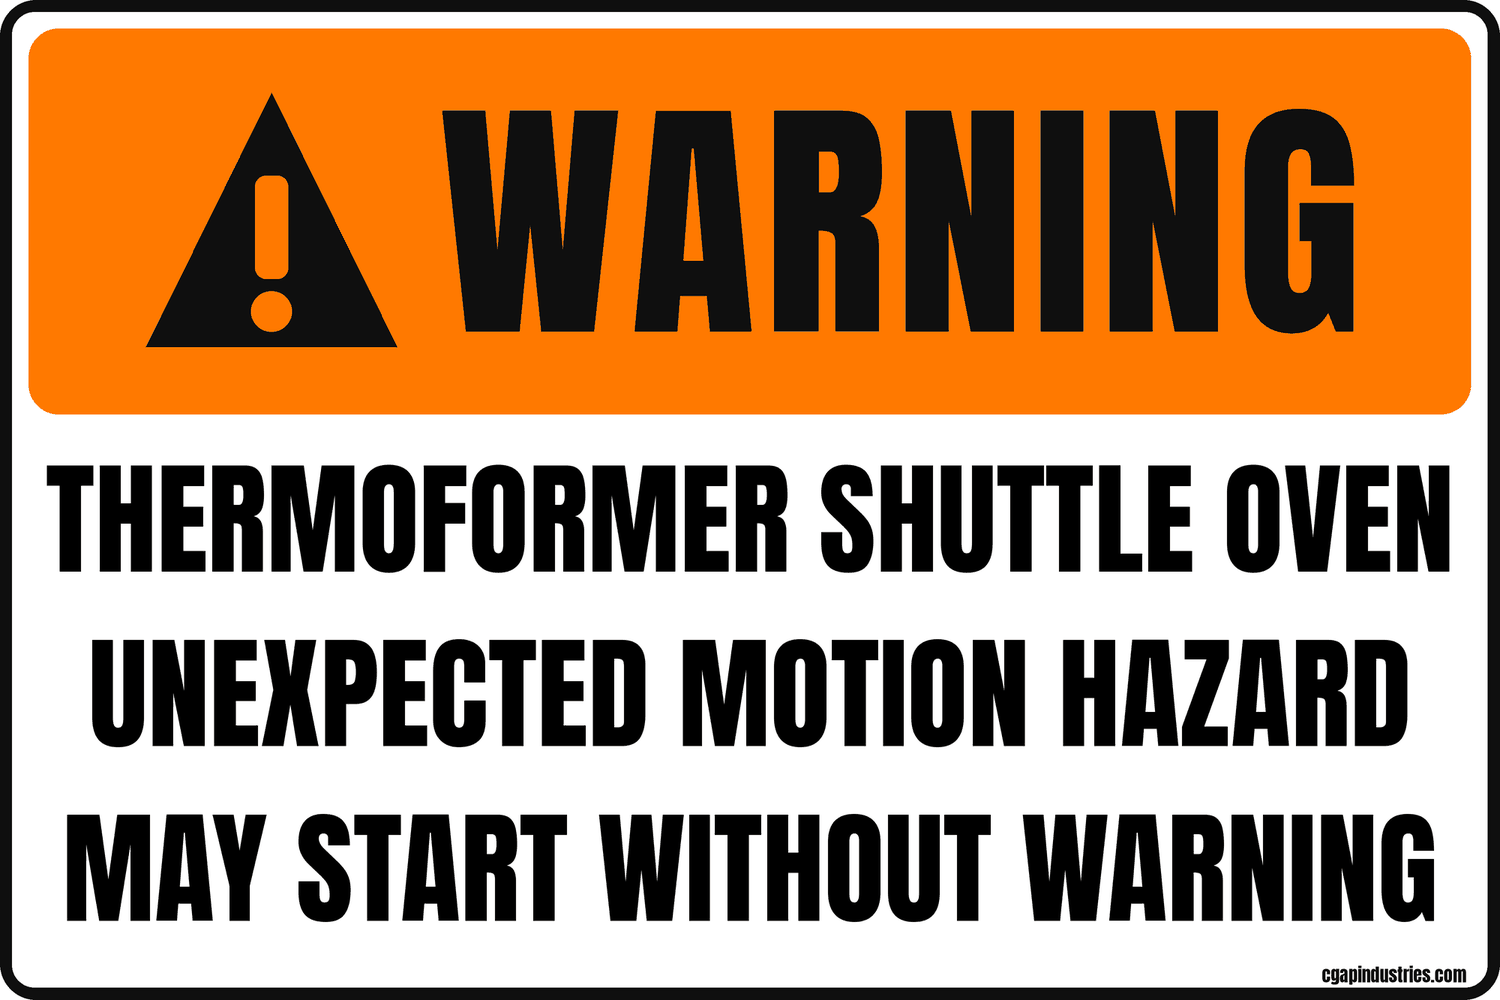 WARNING
THERMOFORMER SHUTTLE OVEN
UNEXPECTED MOTION HAZARD
MAY START WITHOUT WARNING
cgapindustries.com